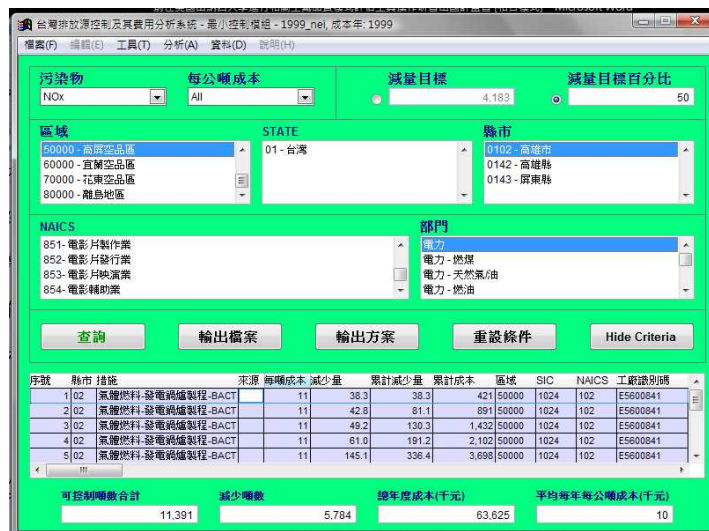 台灣排放源控制及其費用分析系統 - 最小控制模組 - 1999_nei, 成本年: 1999
檔案(F) 編輯(E) 工具(T) 分析(A) 資料(D) 說明(H)
污染物 每公噸成本 減量目標 減量目標百分比
NOx All 4,183 50
區域 STATE 縣市
50000 - 高屏空品區 01 - 台灣 0102 - 高雄市
60000 - 宜蘭空品區 0142 - 高雄縣
70000 - 花東空品區 0143 - 屏東縣
80000 - 離島地區
NAICS 部門
851- 電影片製作業 電力
852- 電影片發行業 電力 - 燃煤
853- 電影片映演業 電力 - 天然氣/油
854- 電影輔助業 電力 - 燃油
查詢 輸出檔案 輸出方案 重設條件 Hide Criteria
序號 縣市 措施 來源 每噸成本 減少量 累計減少量 累計成本 區域 SIC NAICS 工廠識別碼
1 02 氣體燃料-發電鍋爐製程-BACT 11 38.3 38.3 421 50000 1024 102 E5600841
2 02 氣體燃料-發電鍋爐製程-BACT 11 42.8 81.1 891 50000 1024 102 E5600841
3 02 氣體燃料-發電鍋爐製程-BACT 11 49.2 130.3 1,432 50000 1024 102 E5600841
4 02 氣體燃料-發電鍋爐製程-BACT 11 61.0 191.2 2,102 50000 1024 102 E5600841
5 02 氣體燃料-發電鍋爐製程-BACT 11 145.1 336.4 3,698 50000 1024 102 E5600841
可控制噸數合計 減少噸數 總年度成本(千元) 平均每年每公噸成本(千元)
11,391 5,784 63,625 10